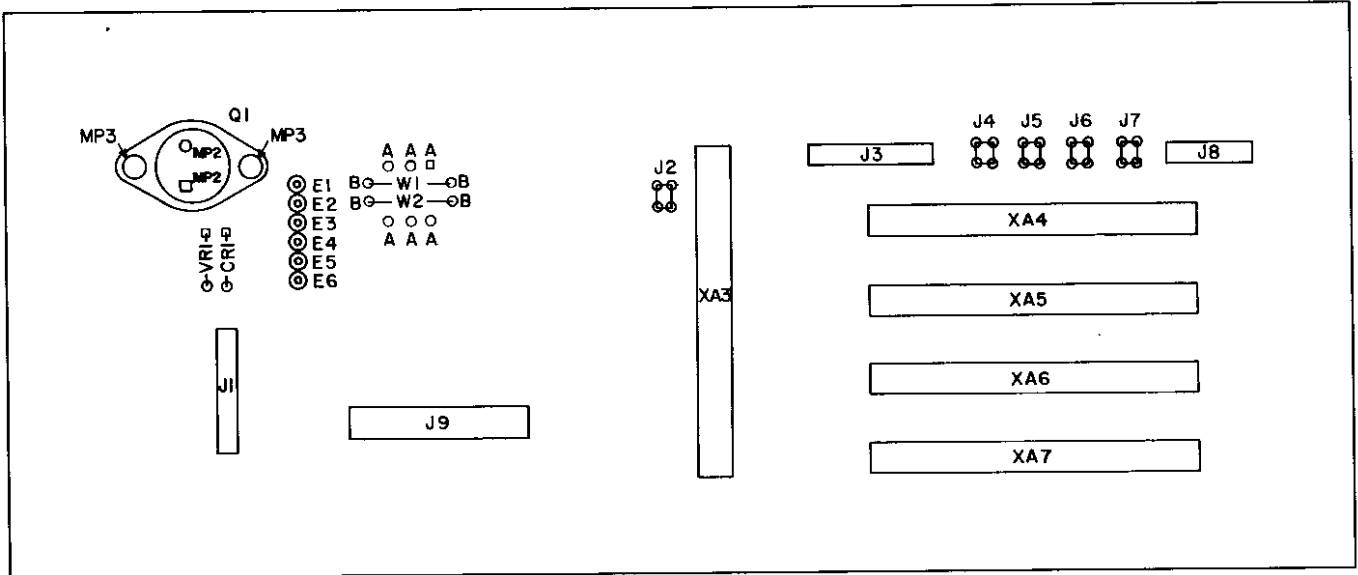 Q1
MP3
MP3
MP2
MP2
J4 J5 J6 J7
A A A
J3
J8
J2
E1
B W1 B
E2
B W2 B
E3
E4
E5
E6
A A A
VR1
CR1
XA4
XA3
XA5
J1
XA6
J9
XA7